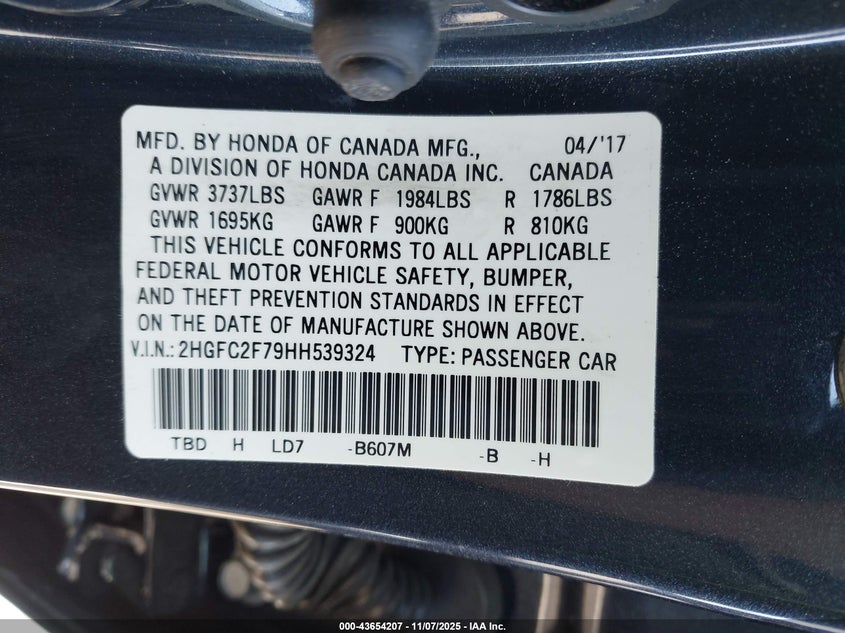 MFD. BY HONDA OF CANADA MFG., 04/'17
A DIVISION OF HONDA CANADA INC. CANADA
GVWR 3737LBS GAWR F 1984LBS R 1786LBS
GVWR 1695KG GAWR F 900KG R 810KG
THIS VEHICLE CONFORMS TO ALL APPLICABLE
FEDERAL MOTOR VEHICLE SAFETY, BUMPER,
AND THEFT PREVENTION STANDARDS IN EFFECT
ON THE DATE OF MANUFACTURE SHOWN ABOVE.
V.I.N.: 2HGFC2F79HH539324 TYPE: PASSENGER CAR
TBD H LD7 -B607M -B -H
000-43654207 - 11/07/2025 - IAA Inc.